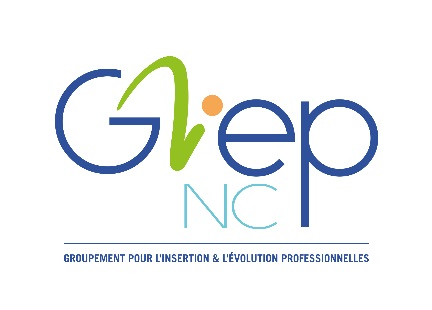 Giep
NC
GROUPEMENT POUR L'INSERTION & L'ÉVOLUTION PROFESSIONNELLES